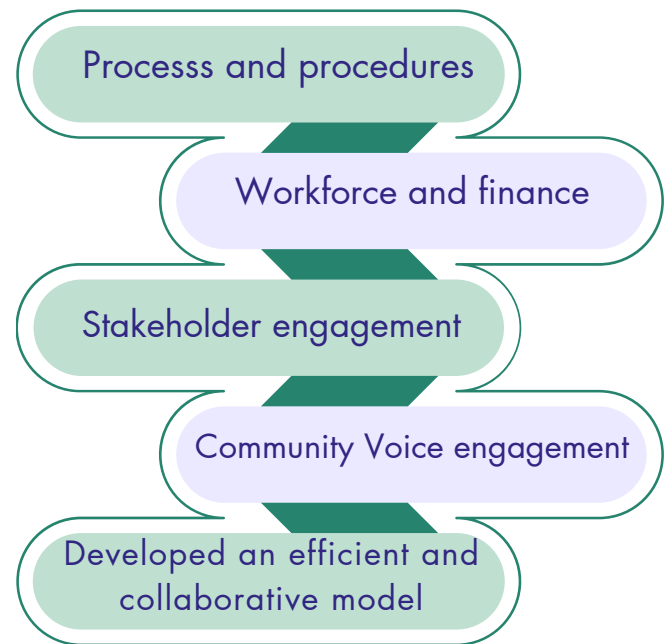 Processs and procedures
Workforce and finance
Stakeholder engagement
Community Voice engagement
Developed an efficient and
collaborative model